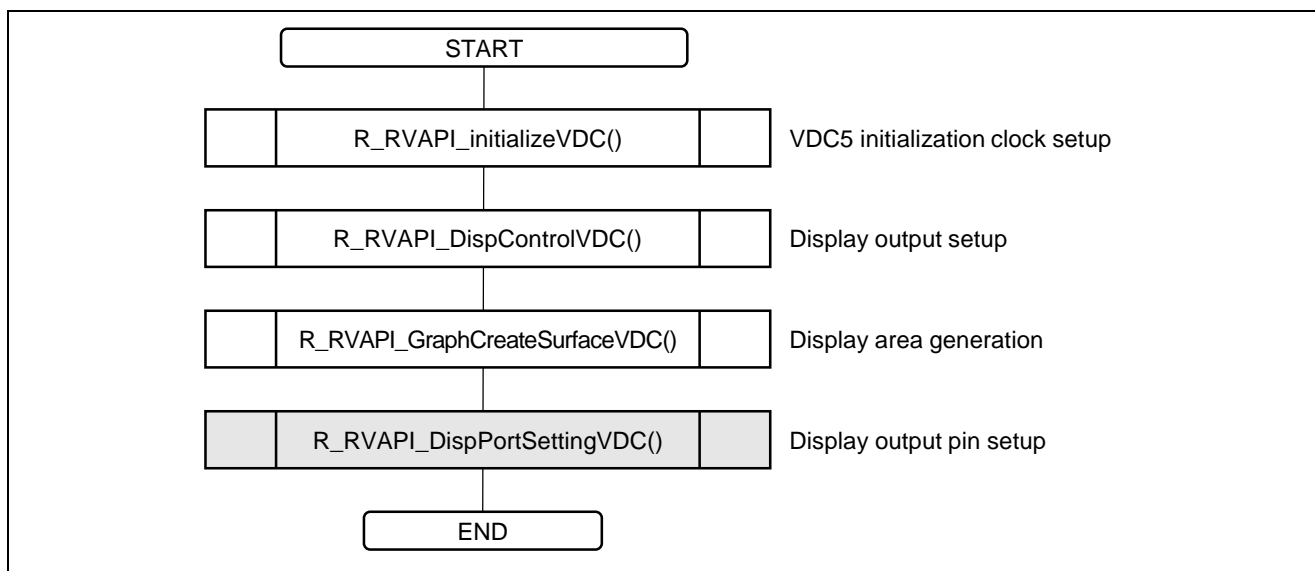 START
R_RVAPI_initializeVDC() VDC5 initialization clock setup
R_RVAPI_DispControlVDC() Display output setup
R_RVAPI_GraphCreateSurfaceVDC() Display area generation
R_RVAPI_DispPortSettingVDC() Display output pin setup
END